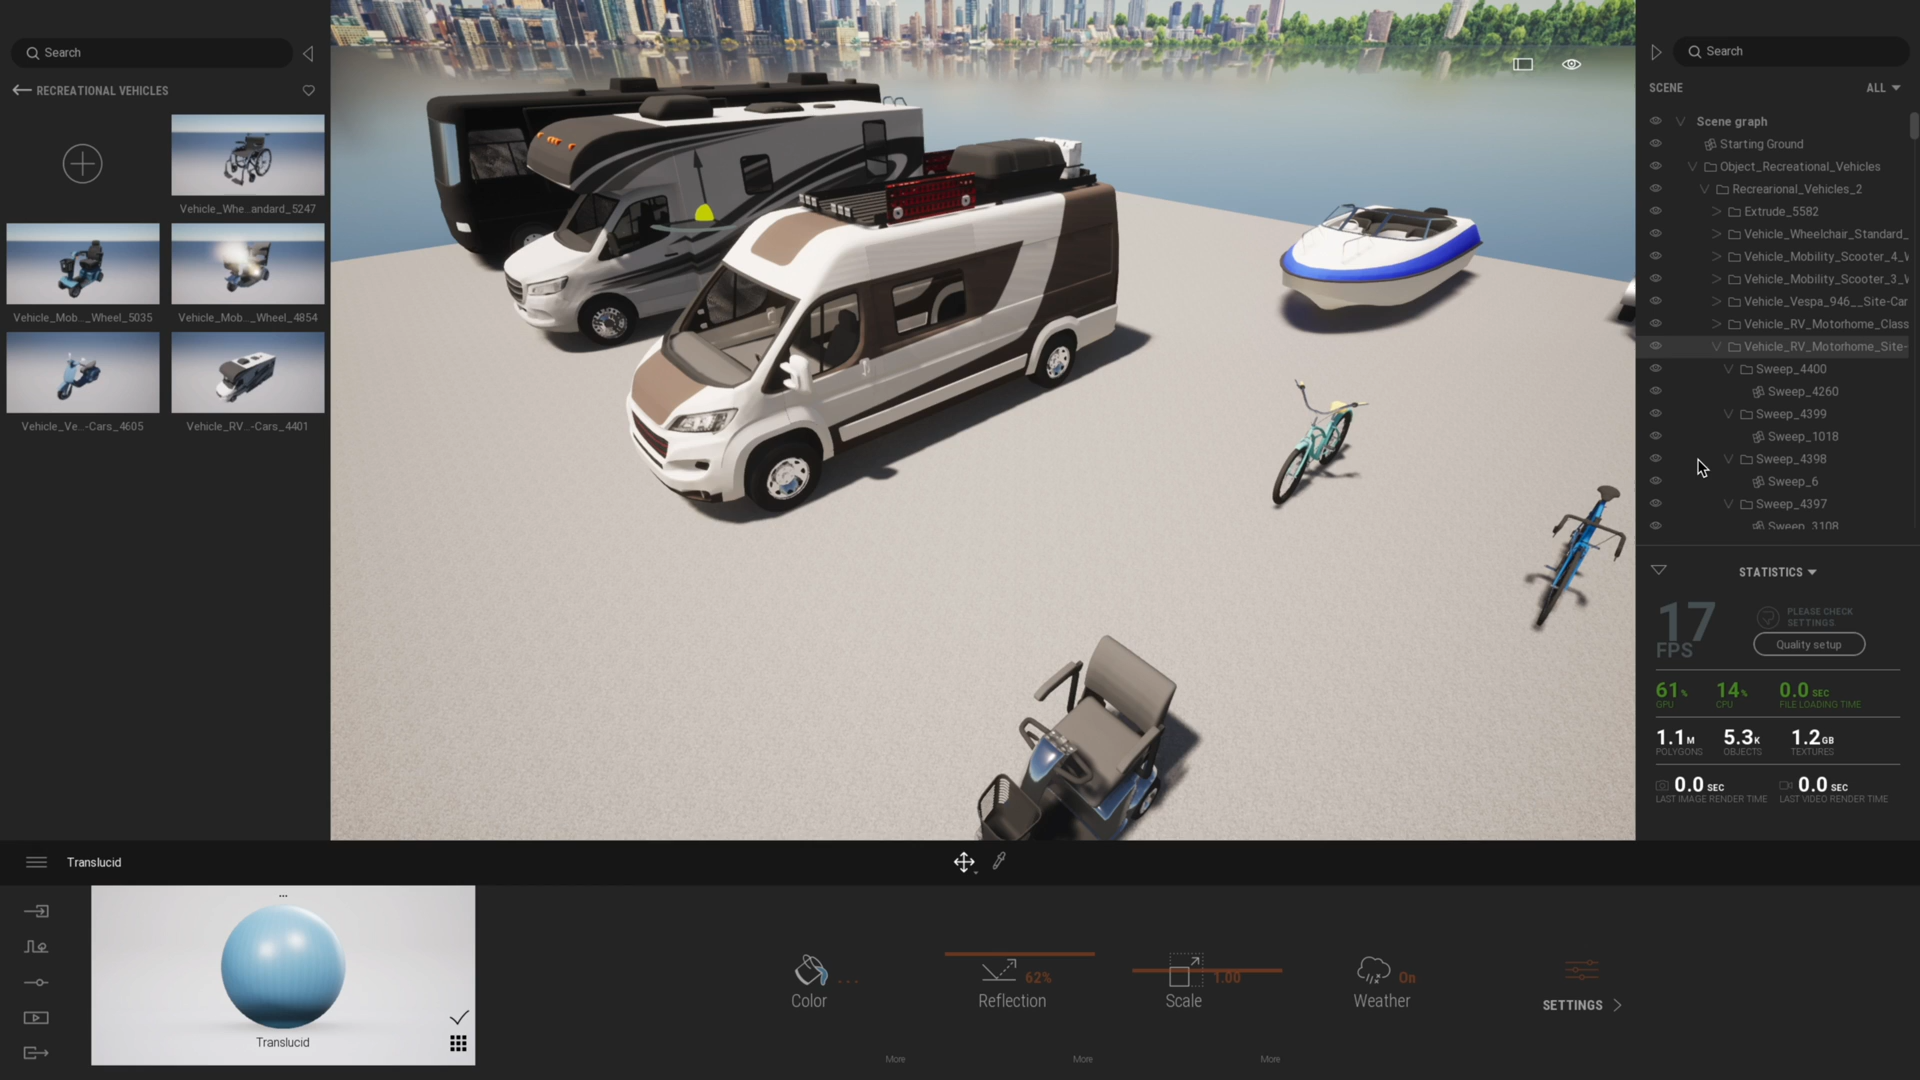 Search
RECREATIONAL VEHICLES
Vehicle_Whe...andard_5247
Vehicle_Mob..._Wheel_5035
Vehicle_Mob..._Wheel_4854
Vehicle_Ve...-Cars_4605
Vehicle_RV...-Cars_4401
Search
SCENE
ALL
Scene graph
Starting Ground
Object_Recreational_Vehicles
Recrearional_Vehicles_2
Extrude_5582
Vehicle_Wheelchair_Standard_
Vehicle_Mobility_Scooter_4_W
Vehicle_Mobility_Scooter_3_W
Vehicle_Vespa_946__Site-Car
Vehicle_RV_Motorhome_Class
Vehicle_RV_Motorhome_Site-
Sweep_4400
Sweep_4260
Sweep_4399
Sweep_1018
Sweep_4398
Sweep_6
Sweep_4397
Sweep_3108
STATISTICS
17
FPS
PLEASE CHECK
SETTINGS
Quality setup
61% 14% 0.0 SEC
GPU CPU FILE LOADING TIME
1.1M 5.3K 1.2GB
POLYGONS OBJECTS TEXTURES
0.0 SEC 0.0 SEC
LAST IMAGE RENDER TIME LAST VIDEO RENDER TIME
Translucid
...
Translucid
...
Color
62%
Reflection
1.00
Scale
On
Weather
SETTINGS
More
More
More